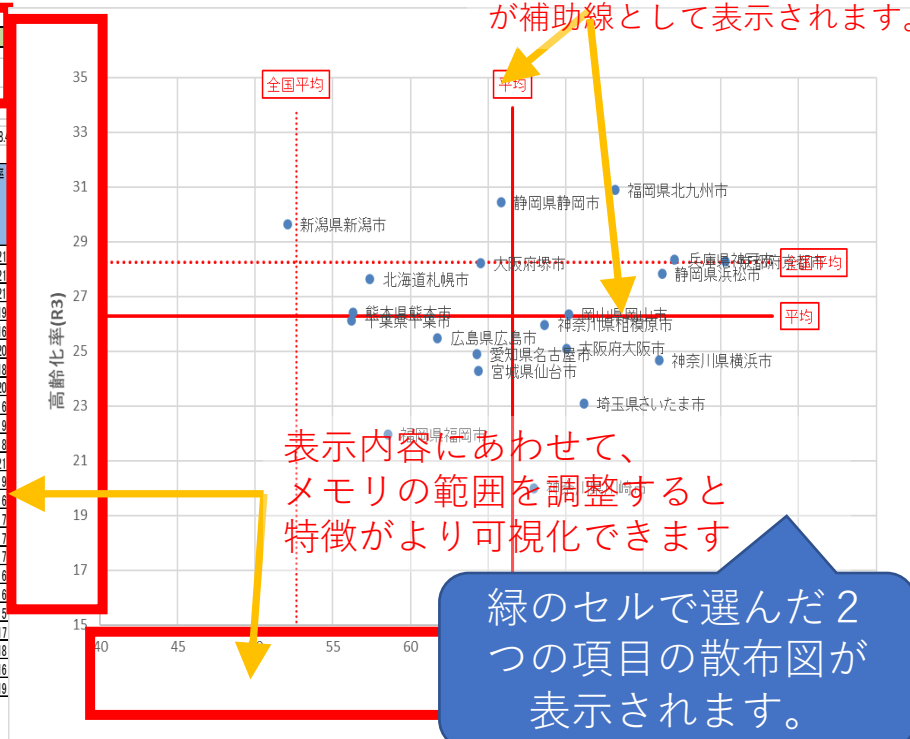 が補助線として表示されます。
35
33
31
29
27
25
23
21
19
17
15
高齢化率(R3)
全国平均
平均
福岡県北九州市
静岡県静岡市
新潟県新潟市
大阪府堺市
兵庫県神戸市
全国平均
静岡県浜松市
北海道札幌市
平均
熊本県熊本市
千葉県千葉市
岡山県岡山市
神奈川県相模原市
広島県広島市
愛知県名古屋市
大阪府大阪市
神奈川県横浜市
宮城県仙台市
埼玉県さいたま市
福岡県福岡市
表示内容にあわせて、
メモリの範囲を調整すると
特徴がより可視化できます
緑のセルで選んだ2
つの項目の散布図が
表示されます。
40
45
55
60